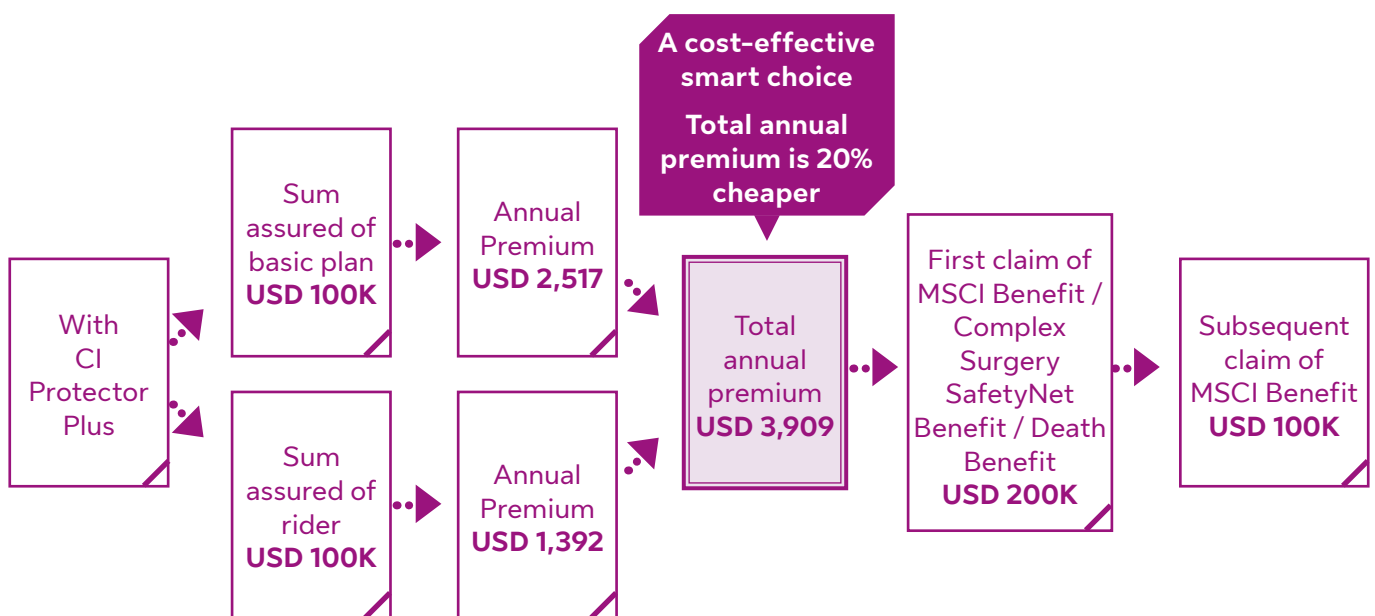 A cost-effective
smart choice
Total annual
premium is 20%
cheaper
With
CI
Protector
Plus
Sum
assured of
basic plan
USD 100K
Annual
Premium
USD 2,517
Sum
assured of
rider
USD 100K
Annual
Premium
USD 1,392
Total
annual
premium
USD 3,909
First claim of
MSCI Benefit /
Complex
Surgery
SafetyNet
Benefit / Death
Benefit
USD 200K
Subsequent
claim of
MSCI Benefit
USD 100K